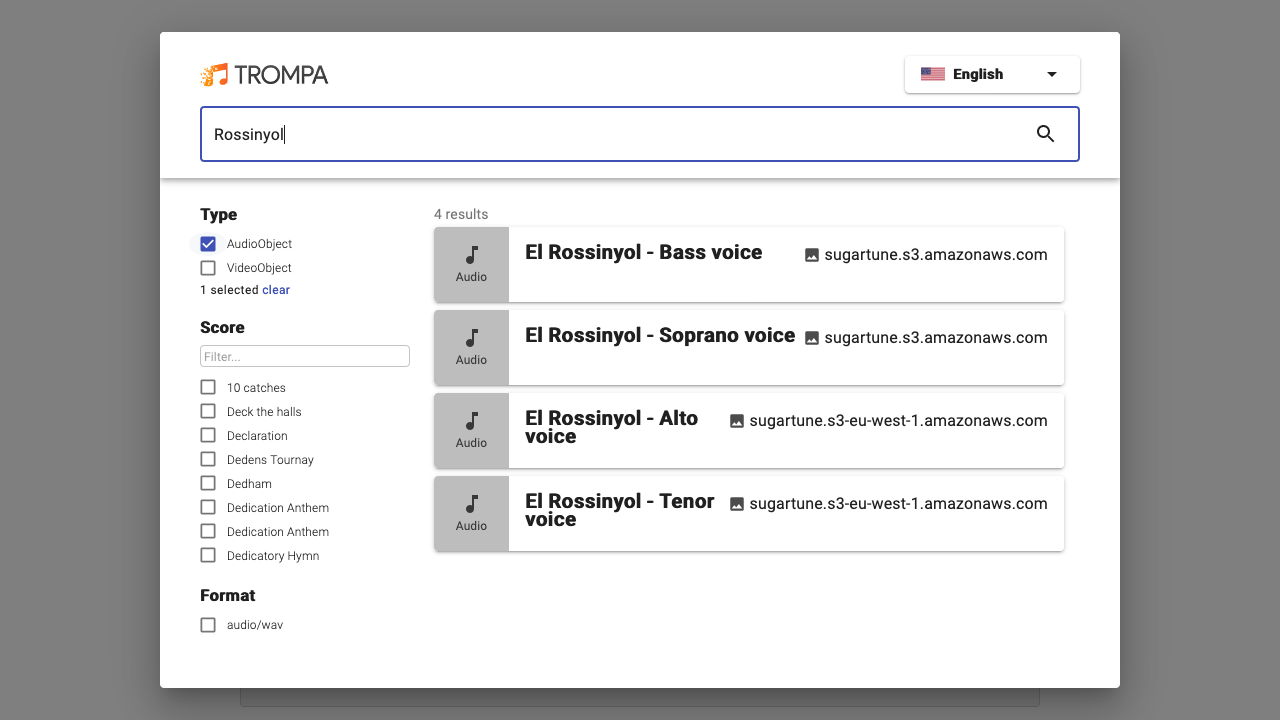 TROMPA
English
Rossinyol
Type
AudioObject
VideoObject
1 selected clear
Score
Filter...
10 catches
Deck the halls
Declaration
Dedens Tournay
Dedham
Dedication Anthem
Dedication Anthem
Dedicatory Hymn
Format
audio/wav
4 results
Audio
El Rossinyol - Bass voice
sugartune.s3.amazonaws.com
Audio
El Rossinyol - Soprano voice
sugartune.s3.amazonaws.com
Audio
El Rossinyol - Alto
voice
sugartune.s3-eu-west-1.amazonaws.com
Audio
El Rossinyol - Tenor
voice
sugartune.s3-eu-west-1.amazonaws.com